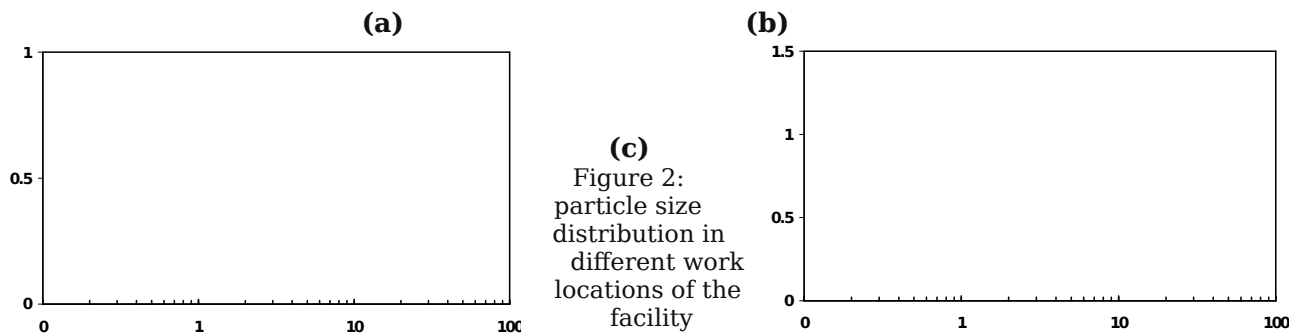 (a)
(b)
1
0.5
0
0 1 10 100
(c)
Figure 2:
particle size
distribution in
different work
locations of the
facility
1.5
1
0.5
0
0 1 10 100